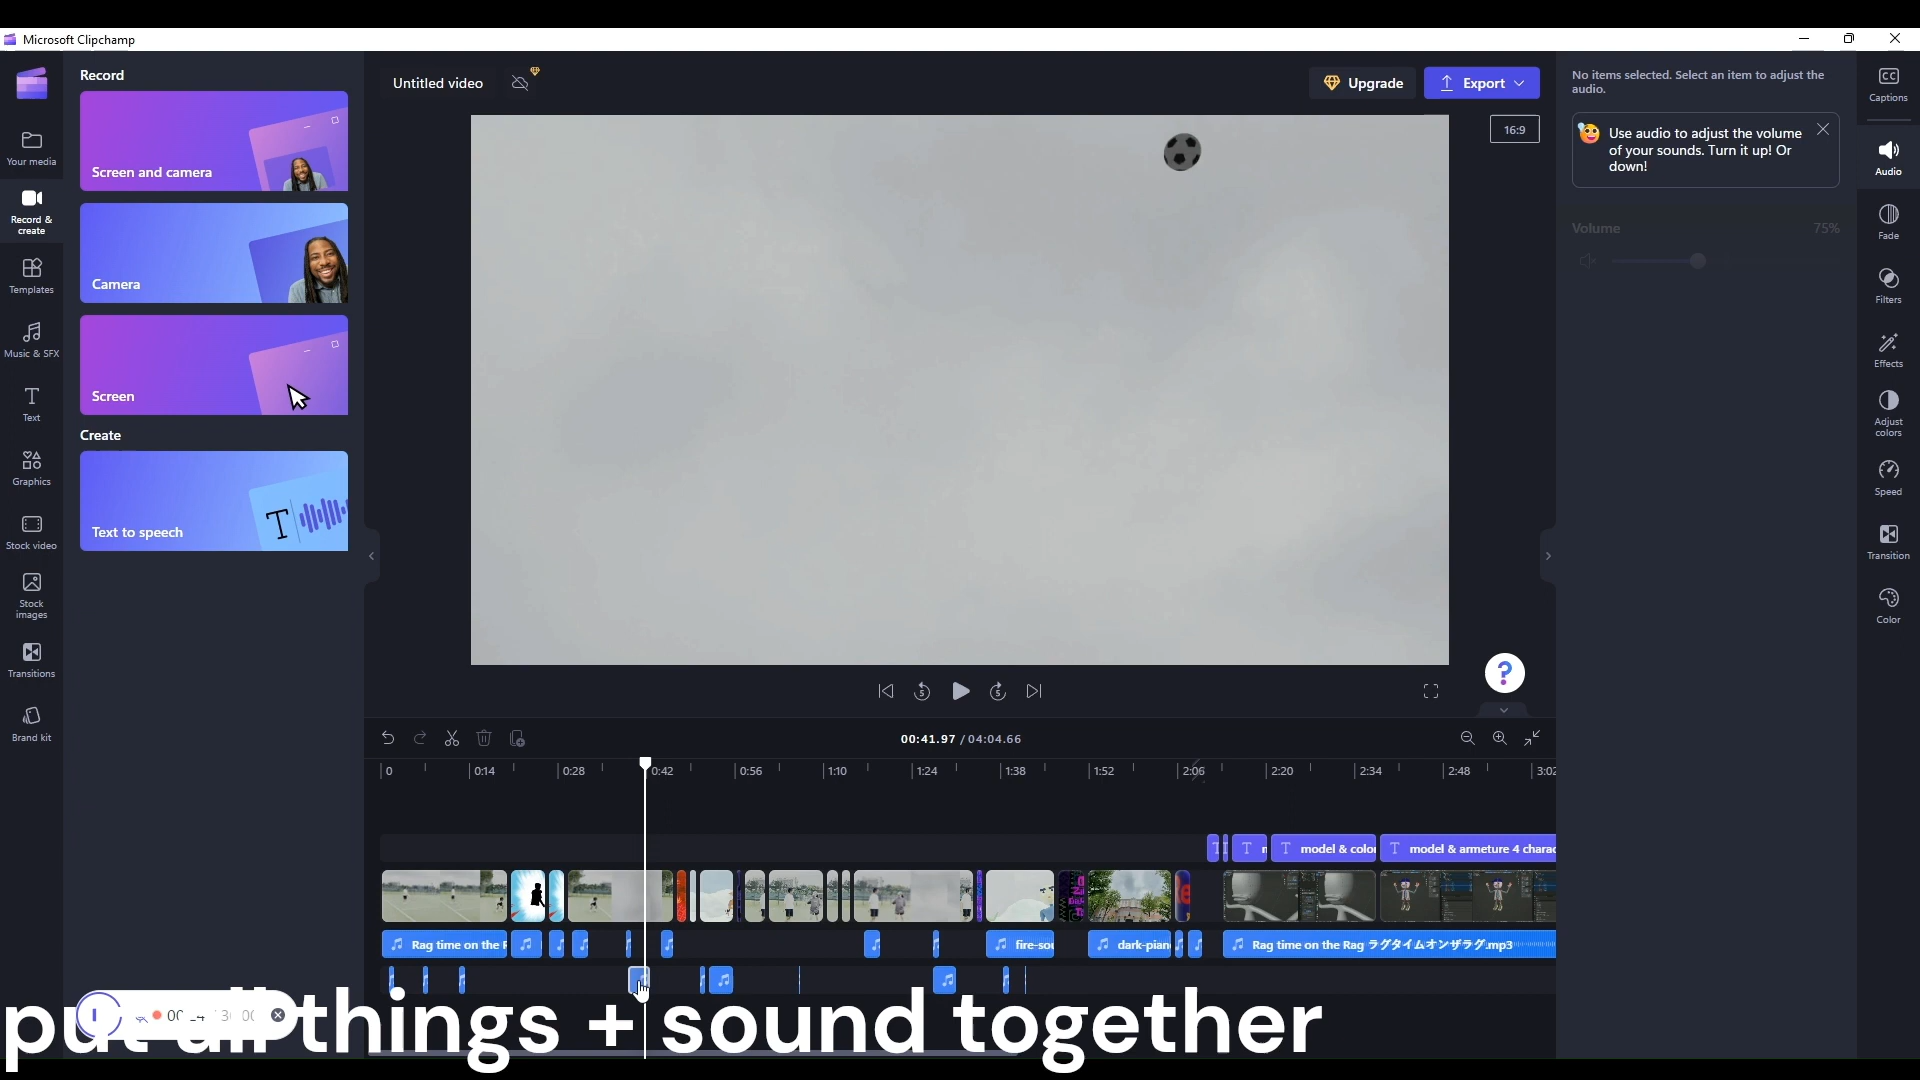 Microsoft Clipchamp
Record
Screen and camera
Camera
Screen
Create
Text to speech
Your media
Record &
create
Templates
Music & SFX
Text
Graphics
Stock video
Stock
images
Transitions
Brand kit
Untitled video
Upgrade
Export
16:9
No items selected. Select an item to adjust the
audio.
Use audio to adjust the volume
of your sounds. Turn it up! Or
down!
Volume 75%
Captions
Audio
Fade
Filters
Effects
Adjust
colors
Speed
Transition
Color
5
5
?
00:41.97 / 04:04.66
0 0:14 0:28 0:42 0:56 1:10 1:24 1:38 1:52 2:06 2:20 2:34 2:48 3:02
model & color
model & armeture 4 charac
Rag time on the R
fire-sou
dark-pian
Rag time on the Rag ラグタイムオンザラグ.mp3
put all things + sound together